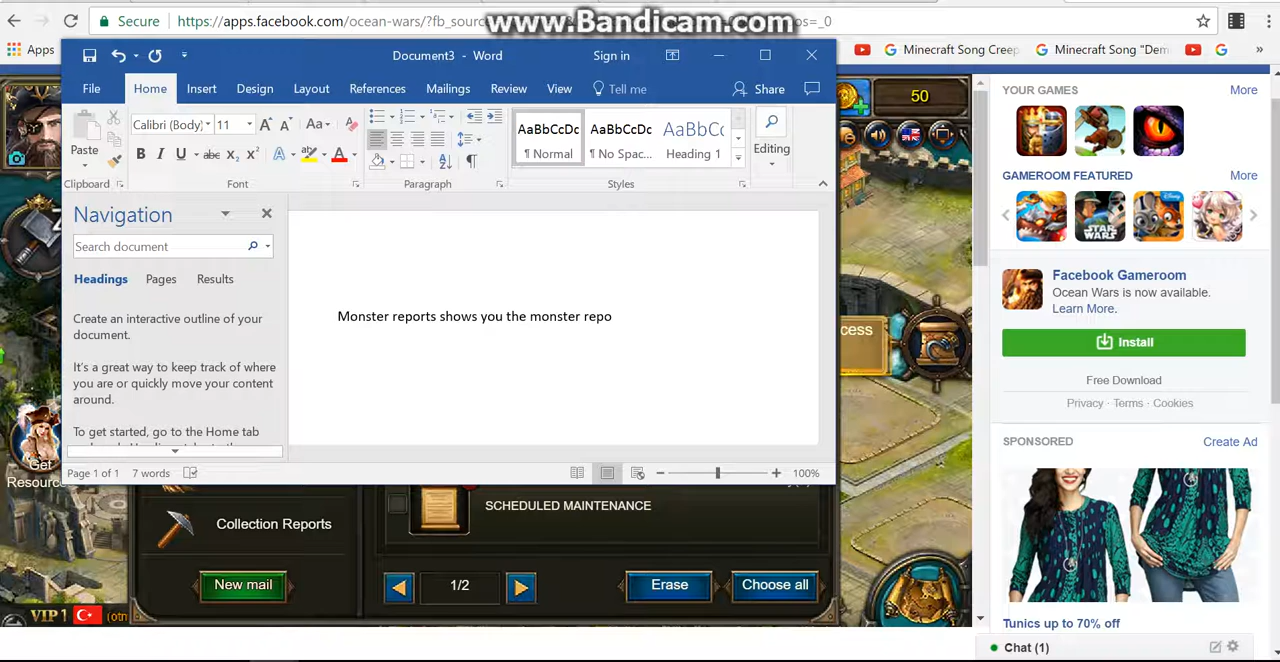 www.Bandicam.com
Secure https://apps.facebook.com/ocean-wars/?fb_sourc
s=_0
Apps
Minecraft Song Creep
Minecraft Song "Dem
»
Document3 - Word
Sign in
File Home Insert Design Layout References Mailings Review View Tell me Share
Paste
Calibri (Body) 11
Clipboard
Font
Paragraph
AaBbCcDc AaBbCcDc AaBbCc
¶ Normal ¶ No Spac... Heading 1
Styles
Editing
Navigation
Search document
Headings Pages Results
Create an interactive outline of your
document.
It's a great way to keep track of where
you are or quickly move your content
around.
To get started, go to the Home tab
Monster reports shows you the monster repo
Page 1 of 1 7 words
100%
50
cess
Get
Resourc
SCHEDULED MAINTENANCE
Collection Reports
New mail
1/2
Erase
Choose all
VIP 1
(otn
YOUR GAMES More
GAMEROOM FEATURED More
STAR WARS
Disney
Facebook Gameroom
Ocean Wars is now available.
Learn More.
Install
Free Download
Privacy · Terms · Cookies
SPONSORED Create Ad
Tunics up to 70% off
Chat (1)